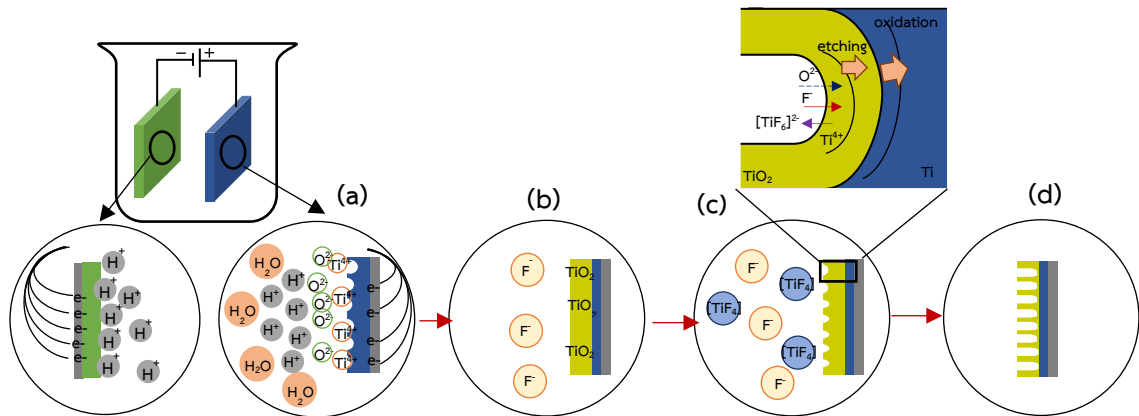 − +
oxidation
etching
O²⁻
F⁻
[TiF₆]²⁻
Ti⁴⁺
TiO₂
Ti
(a)
(b)
(c)
(d)
H⁺
H⁺
H⁺
H⁺
H⁺
H⁺
H⁺
e-
e-
e-
e-
e-
H₂O
H₂O
H₂O
H₂O
H⁺
H⁺
H⁺
H⁺
H⁺
H⁺
O²⁻
O²⁻
O²⁻
O²⁻
O²⁻
Ti⁴⁺
Ti⁴⁺
Ti⁴⁺
Ti⁴⁺
e-
e-
F⁻
F⁻
F⁻
TiO₂
TiO₂
TiO₂
F⁻
[TiF₄]
[TiF₄]
F⁻
[TiF₄]
F⁻